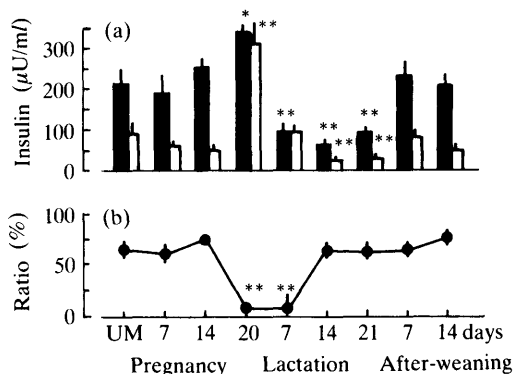 (a)
Insulin (μU/ml)
300
200
100
0
*
**
**
**
**
**
**
(b)
Ratio (%)
100
50
0
**
**
UM 7 14 20 7 14 21 7 14 days
Pregnancy Lactation After-weaning